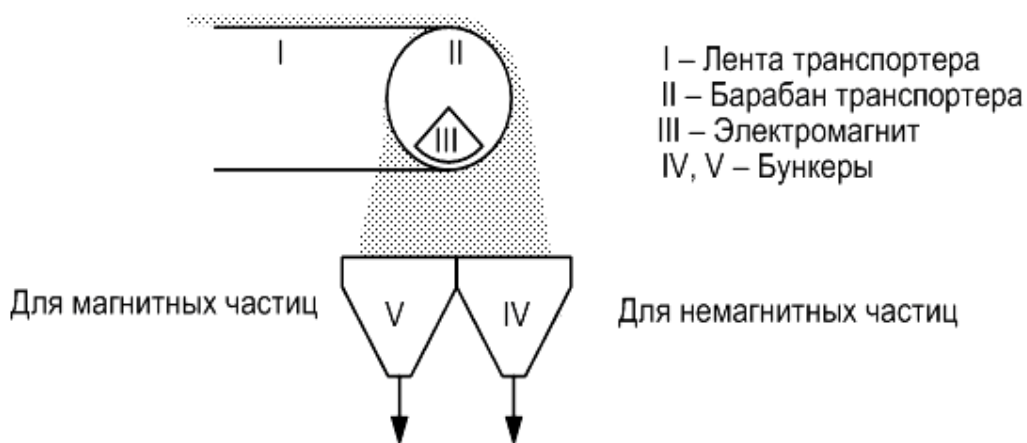 I
II
III
I – Лента транспортера
II – Барабан транспортера
III – Электромагнит
IV, V – Бункеры
Для магнитных частиц
V
IV
Для немагнитных частиц